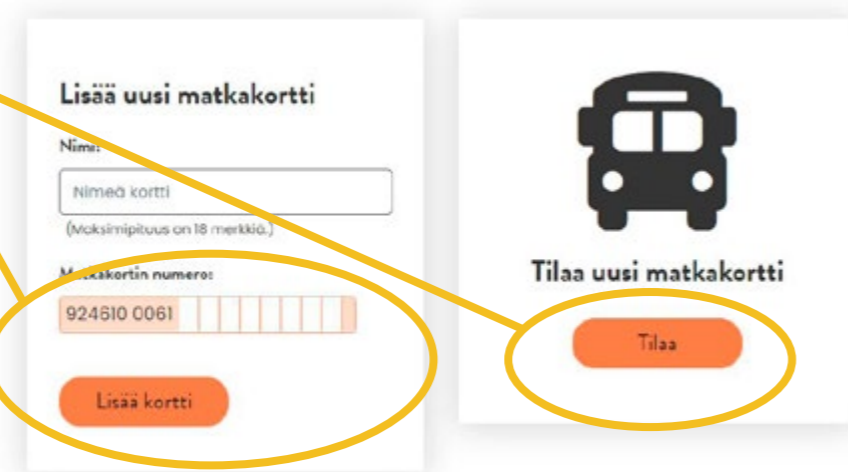 Lisää uusi matkakortti
Nimi:
Nimeä kortti
(Maksimipituus on 18 merkkiä.)
Matkakortin numero:
924610 0061
Lisää kortti
Tilaa uusi matkakortti
Tilaa